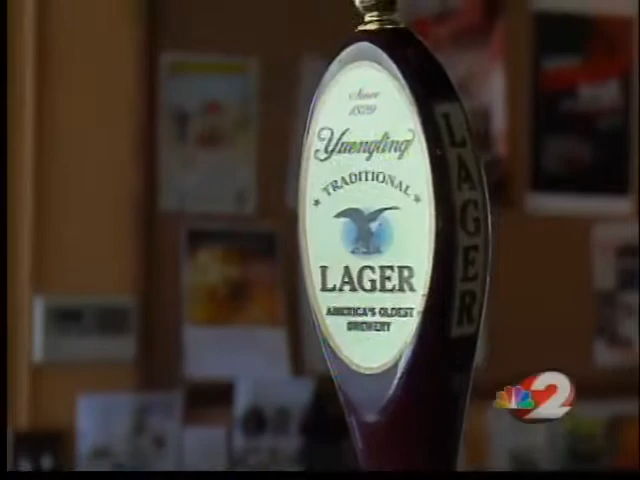 Since
1829
Yuengling
TRADITIONAL
LAGER
AMERICA'S OLDEST
BREWERY
LAGER
2